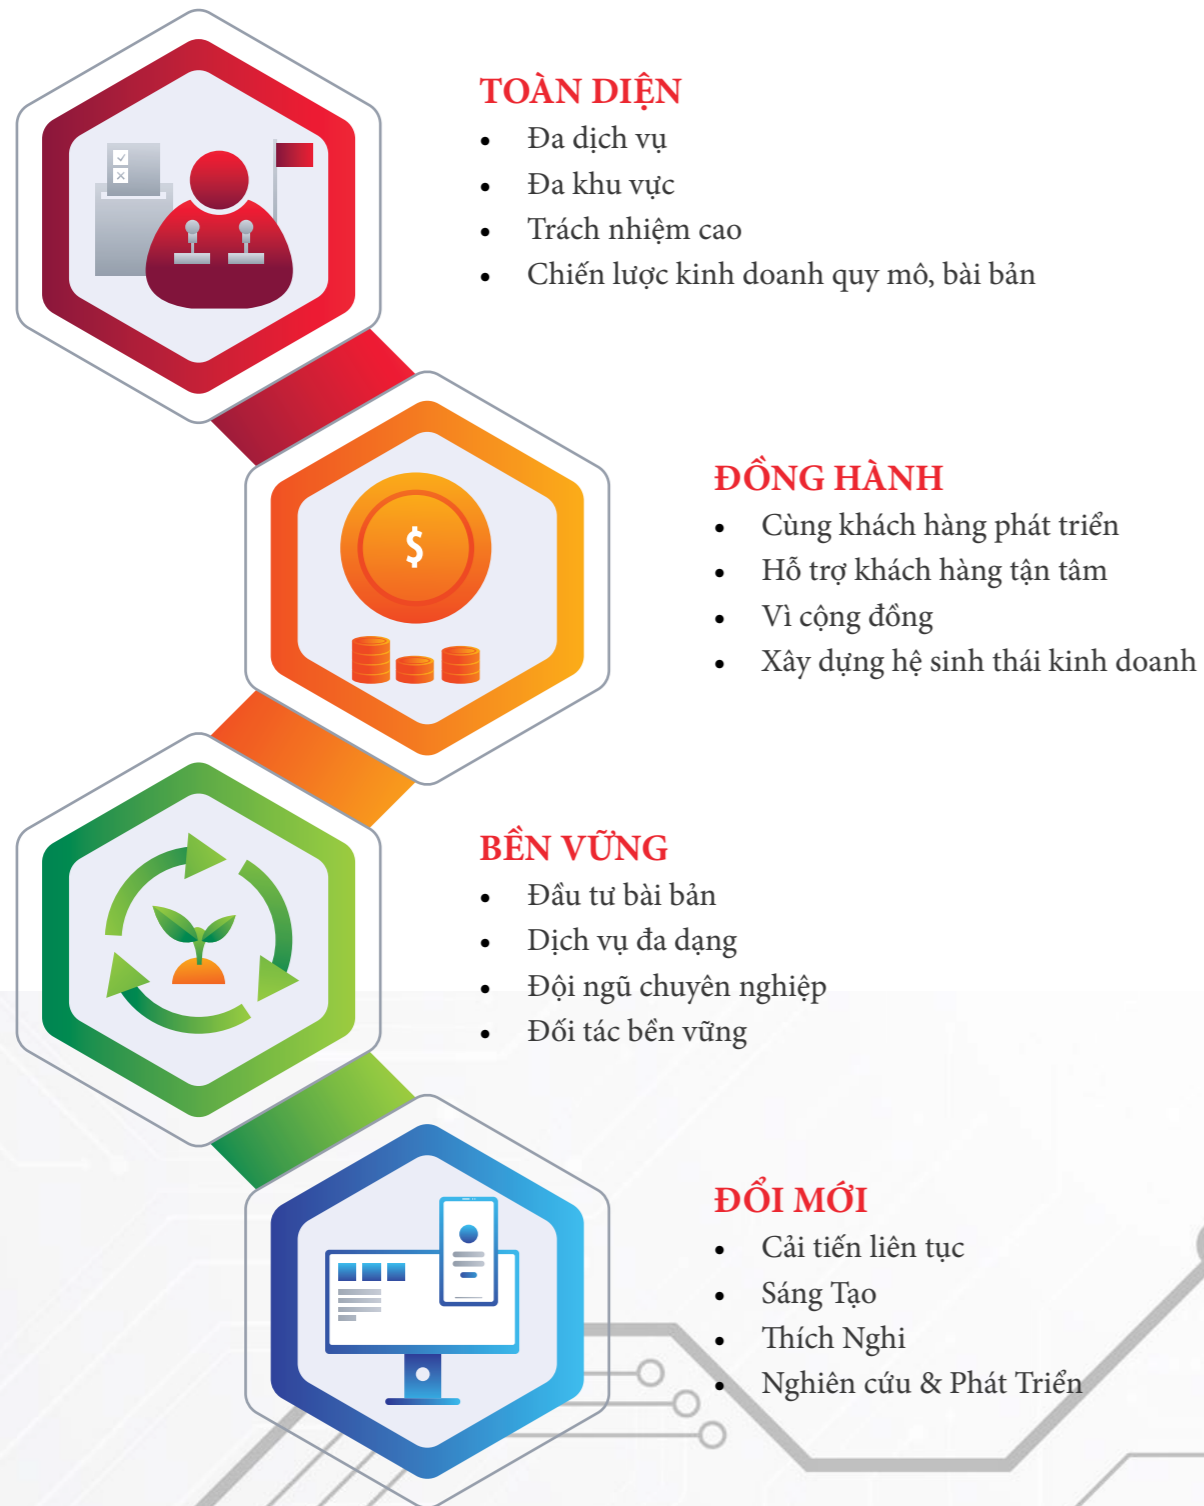 TOÀN DIỆN
• Đa dịch vụ
• Đa khu vực
• Trách nhiệm cao
• Chiến lược kinh doanh quy mô, bài bản
$
ĐỒNG HÀNH
• Cùng khách hàng phát triển
• Hỗ trợ khách hàng tận tâm
• Vì cộng đồng
• Xây dựng hệ sinh thái kinh doanh
BỀN VỮNG
• Đầu tư bài bản
• Dịch vụ đa dạng
• Đội ngũ chuyên nghiệp
• Đối tác bền vững
ĐỔI MỚI
• Cải tiến liên tục
• Sáng Tạo
• Thích Nghi
• Nghiên cứu & Phát Triển